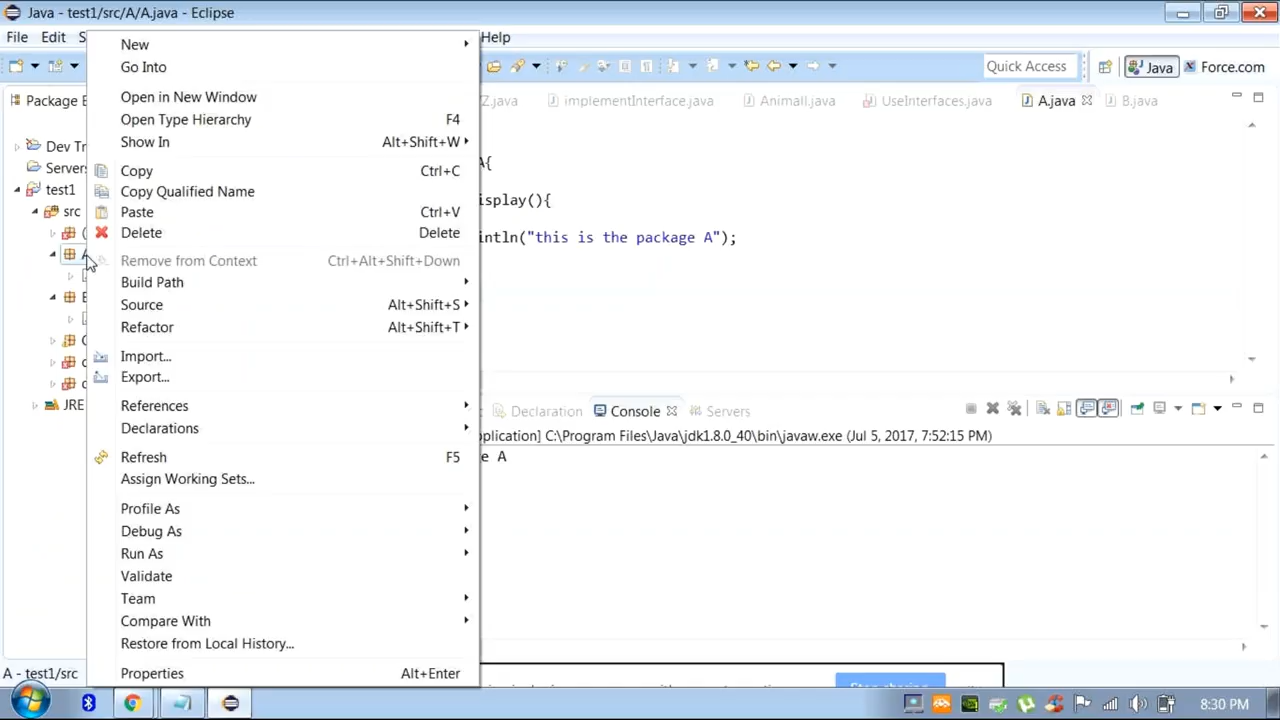 Java - test1/src/A/A.java - Eclipse
File Edit S Help
Quick Access Java Force.com
Package E
Z.java implementInterface.java Animall.java UseInterfaces.java A.java B.java
Dev Tr
Servers
test1
src
(
A
E
C
JRE
New
Go Into
Open in New Window
Open Type Hierarchy F4
Show In Alt+Shift+W
Copy Ctrl+C
Copy Qualified Name
Paste Ctrl+V
Delete Delete
Remove from Context Ctrl+Alt+Shift+Down
Build Path
Source Alt+Shift+S
Refactor Alt+Shift+T
Import...
Export...
References
Declarations
Refresh F5
Assign Working Sets...
Profile As
Debug As
Run As
Validate
Team
Compare With
Restore from Local History...
Properties Alt+Enter
A{
isplay(){
intln("this is the package A");
Declaration Console Servers
pplication] C:\Program Files\Java\jdk1.8.0_40\bin\javaw.exe (Jul 5, 2017, 7:52:15 PM)
e A
A - test1/src
8:30 PM